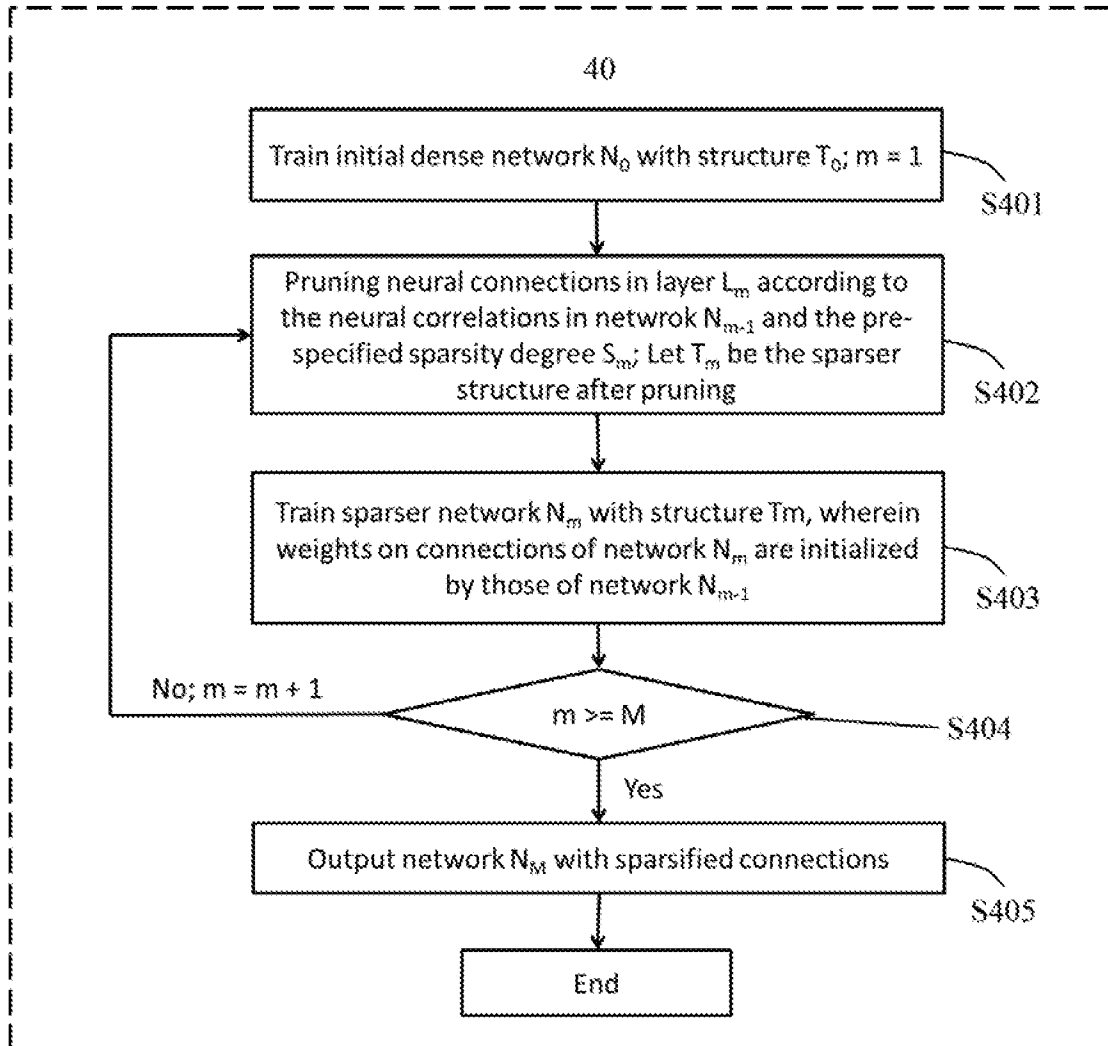 40
Train initial dense network N₀ with structure T₀; m = 1
S401
Pruning neural connections in layer Lₘ according to
the neural correlations in netwrok Nₘ₋₁ and the pre-
specified sparsity degree Sₘ; Let Tₘ be the sparser
structure after pruning
S402
Train sparser network Nₘ with structure Tm, wherein
weights on connections of network Nₘ are initialized
by those of network Nₘ₋₁
S403
No; m = m + 1
m >= M
S404
Yes
Output network N_M with sparsified connections
S405
End